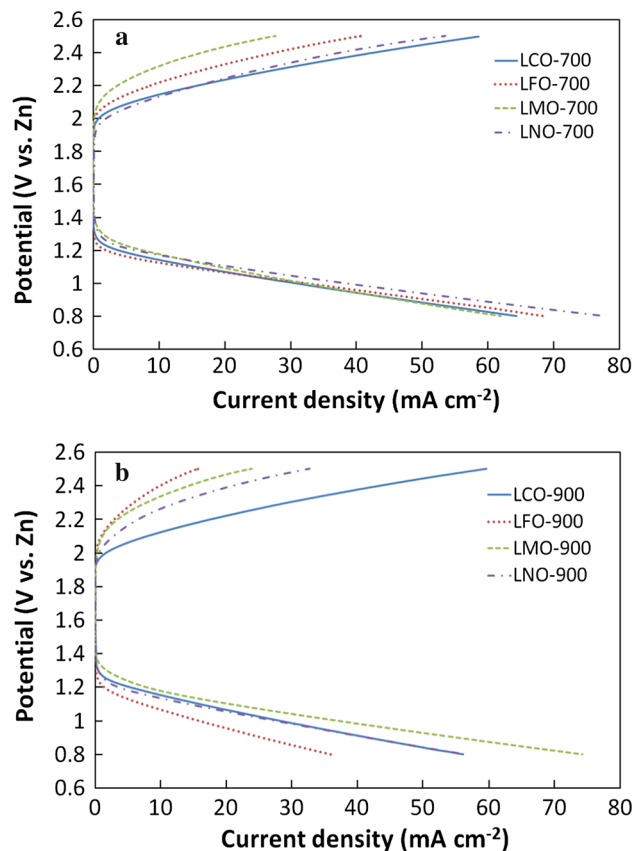 a
2.6
2.4
2.2
2
1.8
1.6
1.4
1.2
1
0.8
0.6
Potential (V vs. Zn)
LCO-700
LFO-700
LMO-700
LNO-700
0 10 20 30 40 50 60 70 80
Current density (mA cm-2)
b
2.6
2.4
2.2
2
1.8
1.6
1.4
1.2
1
0.8
0.6
Potential (V vs. Zn)
LCO-900
LFO-900
LMO-900
LNO-900
0 10 20 30 40 50 60 70 80
Current density (mA cm-2)